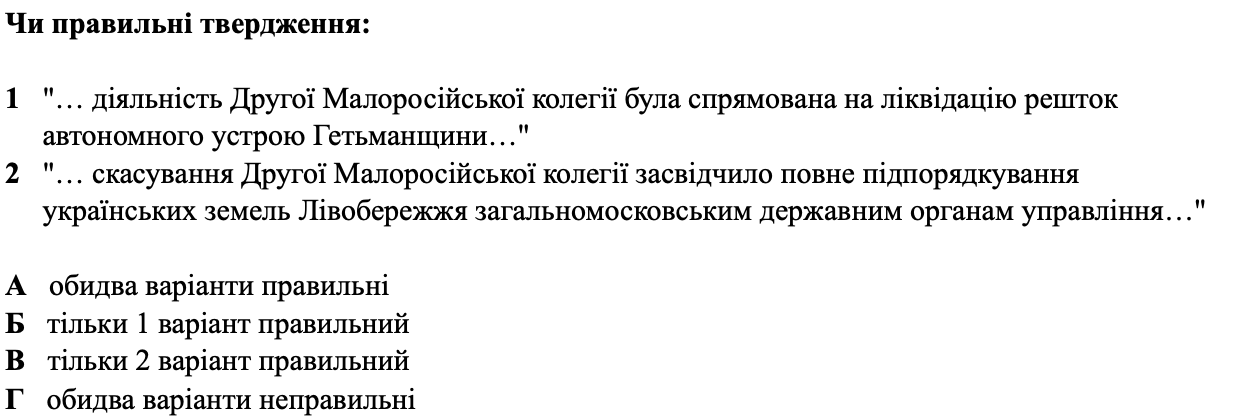 Чи правильні твердження:
1 "… діяльність Другої Малоросійської колегії була спрямована на ліквідацію решток
автономного устрою Гетьманщини…"
2 "… скасування Другої Малоросійської колегії засвідчило повне підпорядкування
українських земель Лівобережжя загальномосковським державним органам управління…"
А обидва варіанти правильні
Б тільки 1 варіант правильний
В тільки 2 варіант правильний
Г обидва варіанти неправильні